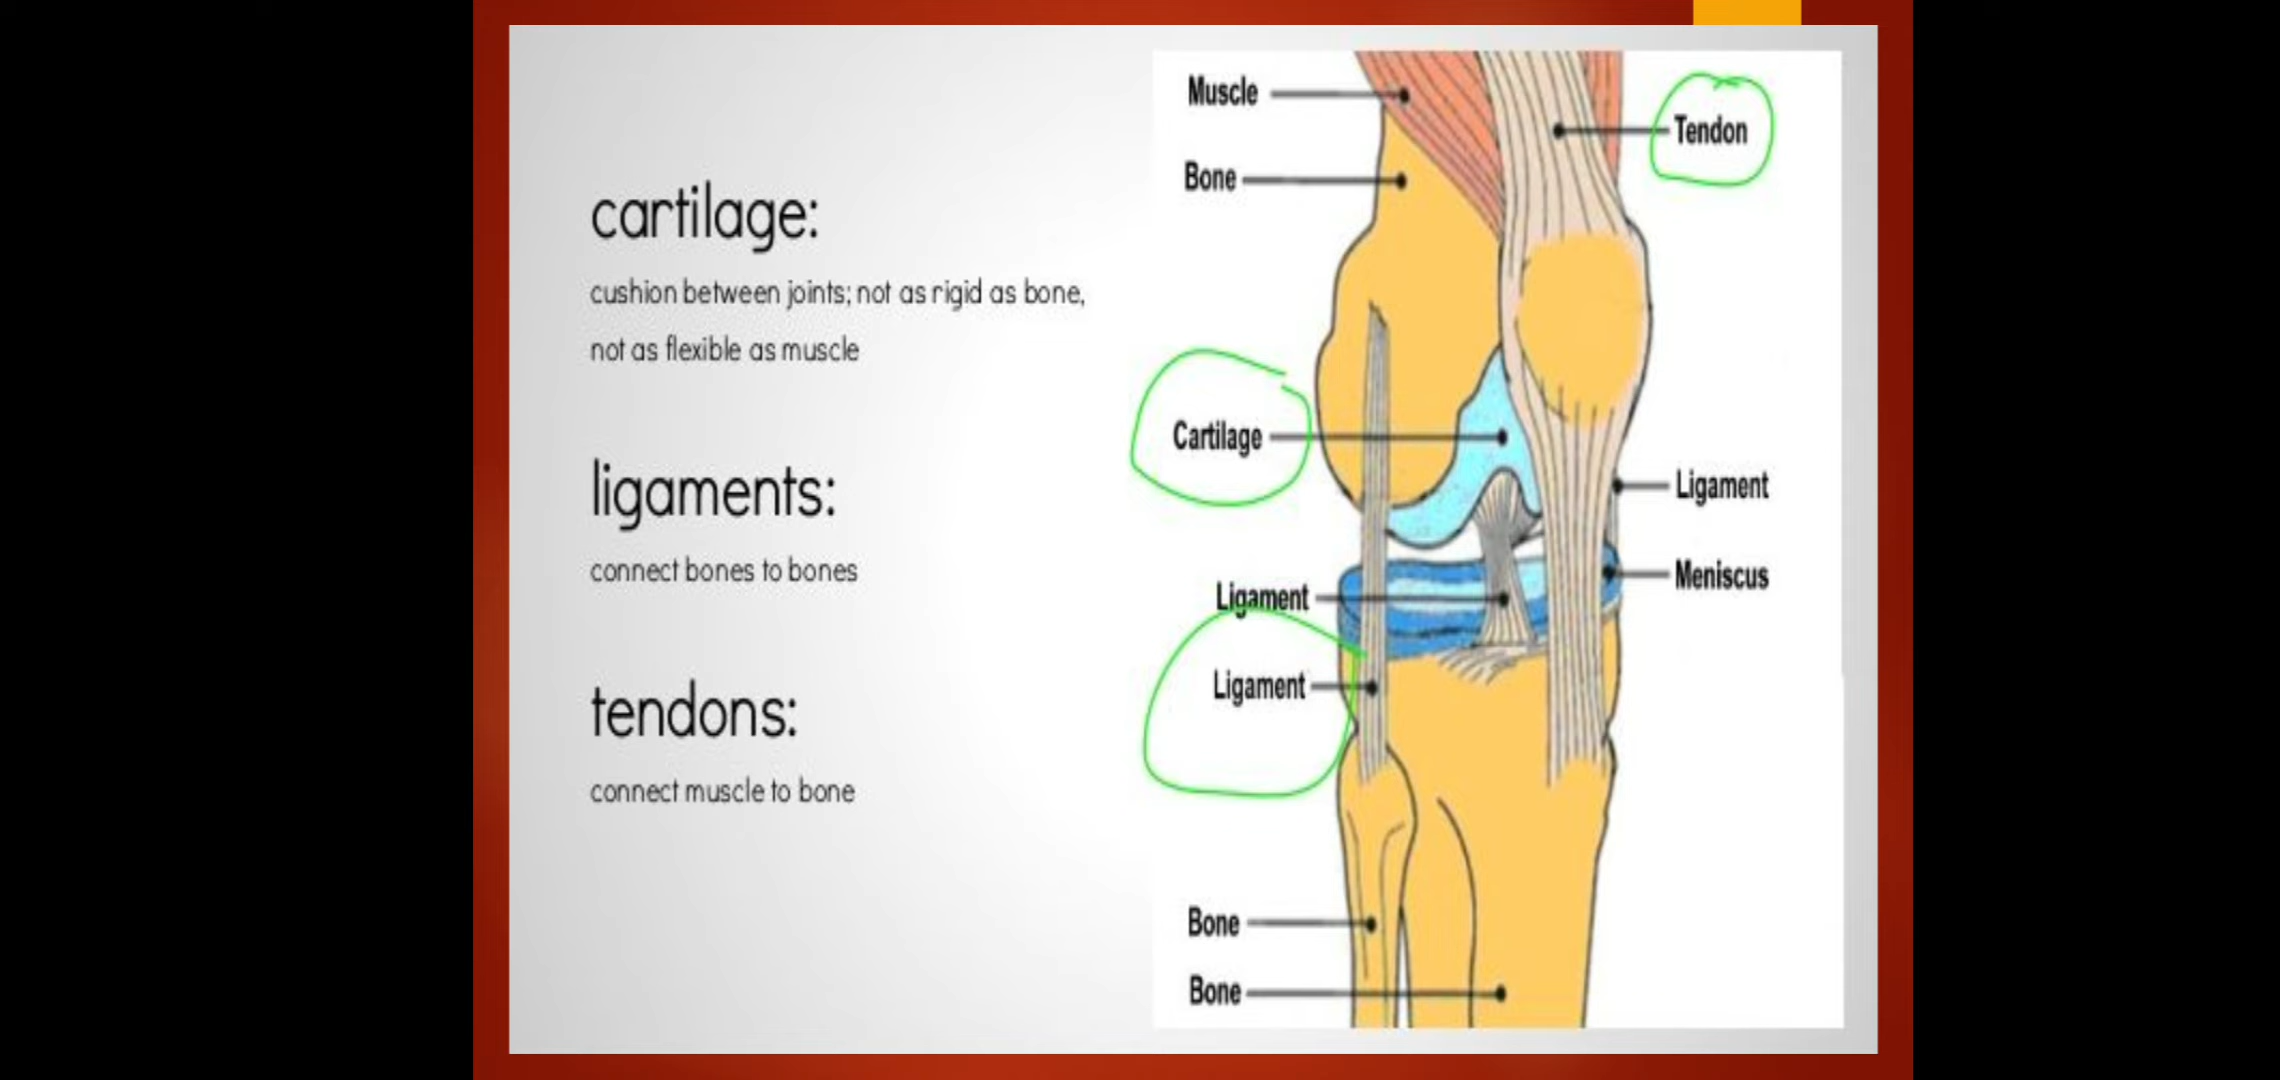 cartilage:
cushion between joints; not as rigid as bone,
not as flexible as muscle
ligaments:
connect bones to bones
tendons:
connect muscle to bone
Muscle
Tendon
Bone
Cartilage
Ligament
Meniscus
Ligament
Ligament
Bone
Bone